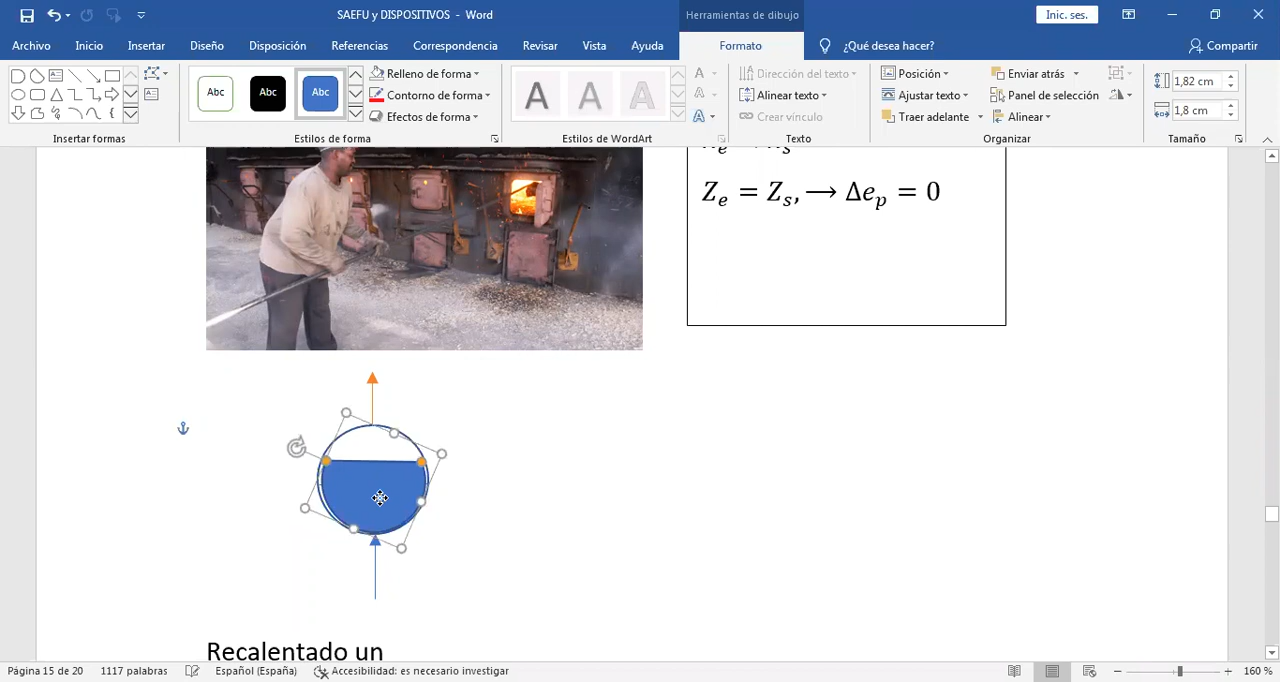 SAEFU y DISPOSITIVOS - Word
Herramientas de dibujo
Inic. ses.
Archivo Inicio Insertar Diseño Disposición Referencias Correspondencia Revisar Vista Ayuda Formato ¿Qué desea hacer? Compartir
Abc Abc Abc
Relleno de forma
Contorno de forma
Efectos de forma
A A A
Dirección del texto
Alinear texto
Crear vínculo
Posición
Ajustar texto
Traer adelante
Enviar atrás
Panel de selección
Alinear
1,82 cm
1,8 cm
Insertar formas Estilos de forma Estilos de WordArt Texto Organizar Tamaño
Z_e = Z_s, ⟶ Δe_p = 0
Recalentado un
Página 15 de 20 1117 palabras Español (España) Accesibilidad: es necesario investigar 160 %